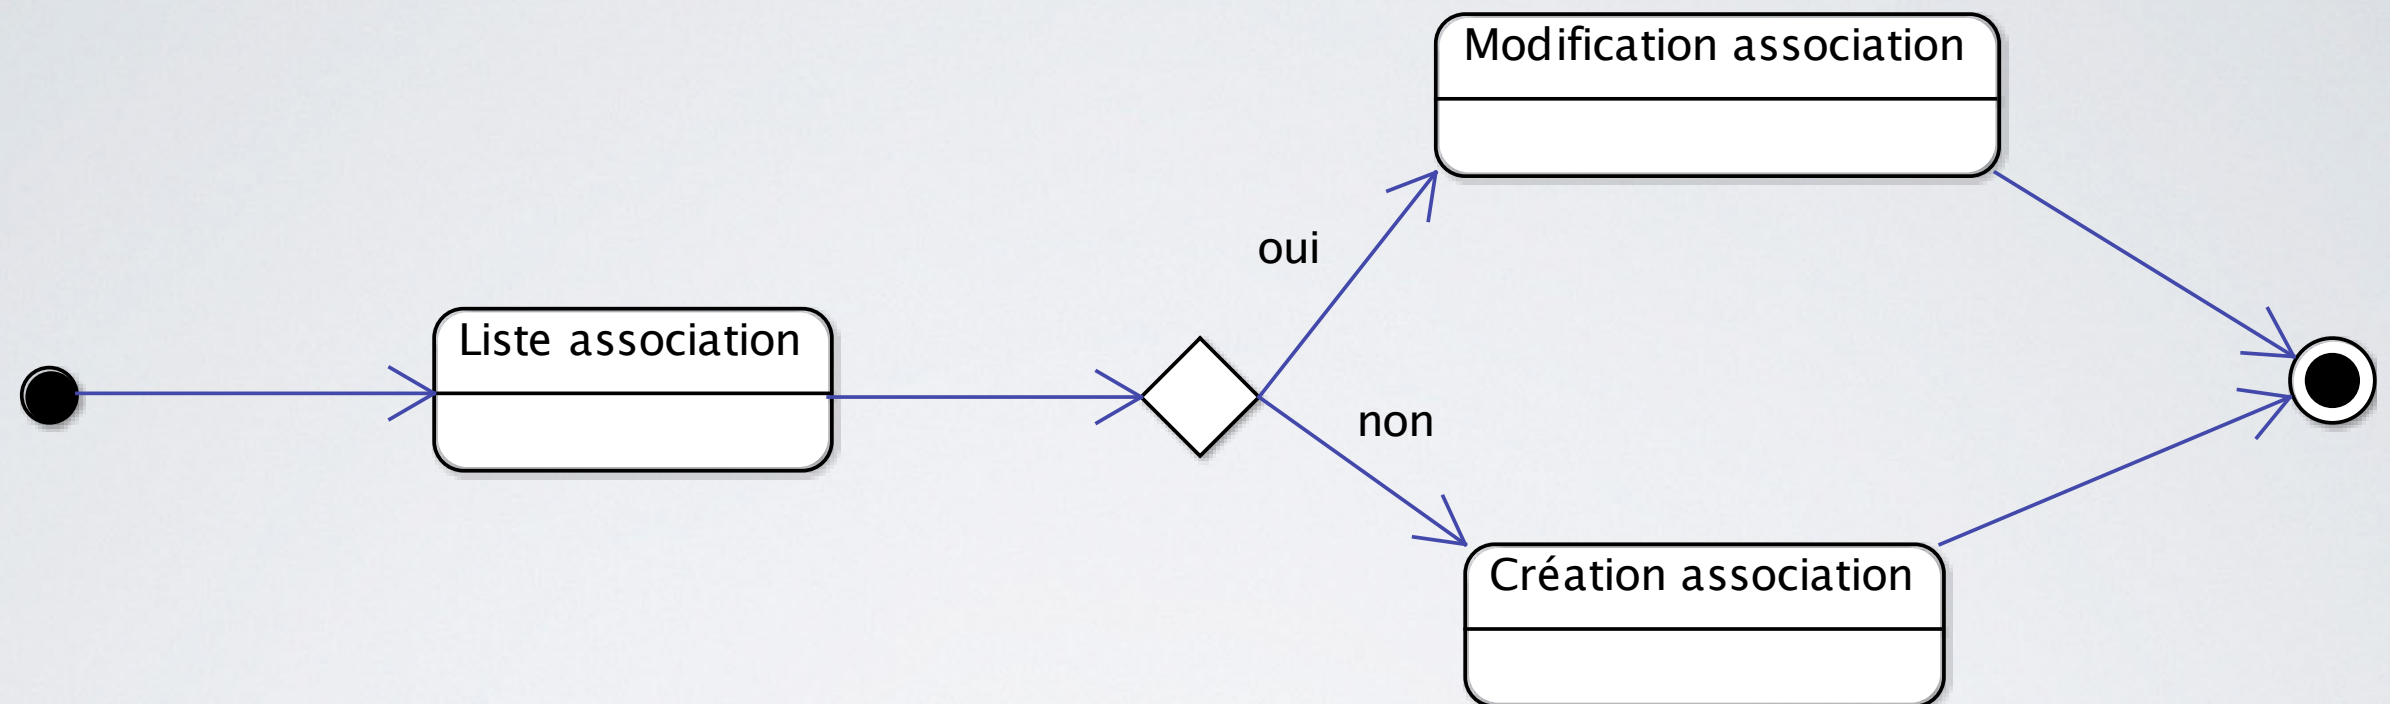 Modification association
oui
Liste association
non
Création association